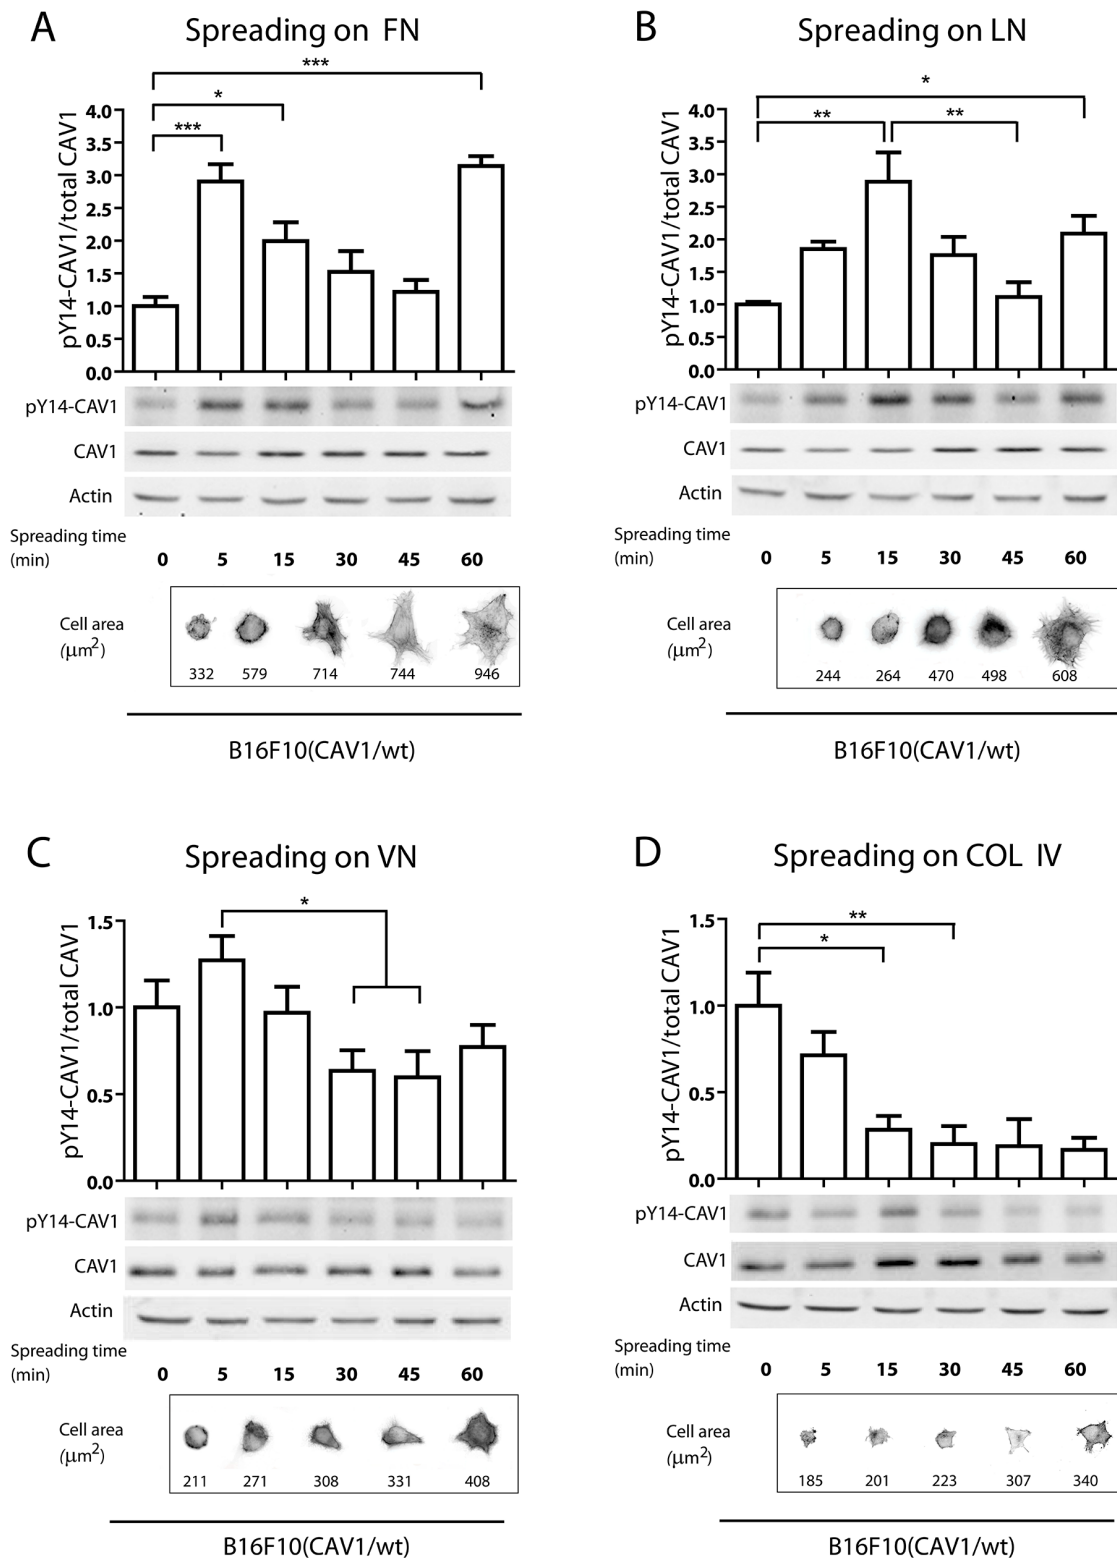 A
Spreading on FN
***
*
***
pY14-CAV1/total CAV1
4.0
3.5
3.0
2.5
2.0
1.5
1.0
0.5
0.0
pY14-CAV1
CAV1
Actin
Spreading time
(min)
0 5 15 30 45 60
Cell area
(μm²)
332 579 714 744 946
B16F10(CAV1/wt)
B
Spreading on LN
*
** **
pY14-CAV1/total CAV1
4.0
3.5
3.0
2.5
2.0
1.5
1.0
0.5
0.0
pY14-CAV1
CAV1
Actin
Spreading time
(min)
0 5 15 30 45 60
Cell area
(μm²)
244 264 470 498 608
B16F10(CAV1/wt)
C
Spreading on VN
*
pY14-CAV1/total CAV1
1.5
1.0
0.5
0.0
pY14-CAV1
CAV1
Actin
Spreading time
(min)
0 5 15 30 45 60
Cell area
(μm²)
211 271 308 331 408
B16F10(CAV1/wt)
D
Spreading on COL IV
**
*
pY14-CAV1/total CAV1
1.5
1.0
0.5
0.0
pY14-CAV1
CAV1
Actin
Spreading time
(min)
0 5 15 30 45 60
Cell area
(μm²)
185 201 223 307 340
B16F10(CAV1/wt)